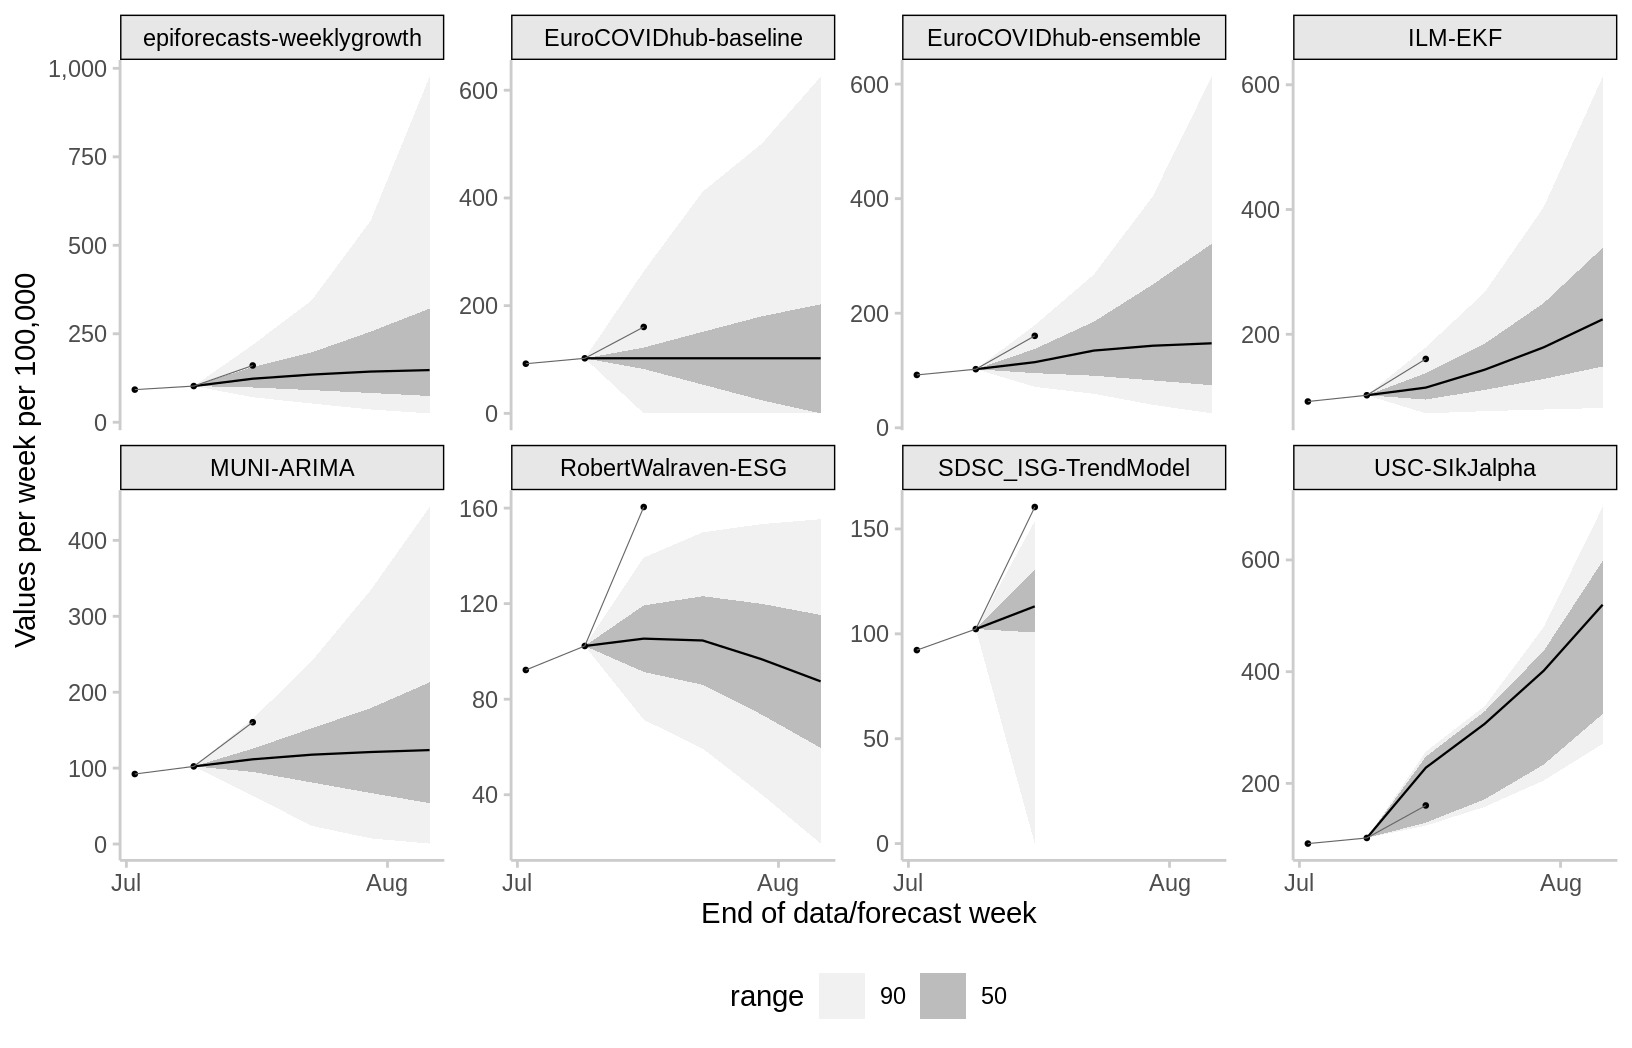 epiforecasts-weeklygrowth
EuroCOVIDhub-baseline
EuroCOVIDhub-ensemble
ILM-EKF
1,000
750
500
250
0
600
400
200
0
600
400
200
0
600
400
200
Values per week per 100,000
MUNI-ARIMA
RobertWalraven-ESG
SDSC_ISG-TrendModel
USC-SIkJalpha
400
300
200
100
0
160
120
80
40
150
100
50
0
600
400
200
Jul Aug
Jul Aug
Jul Aug
Jul Aug
End of data/forecast week
range 90 50